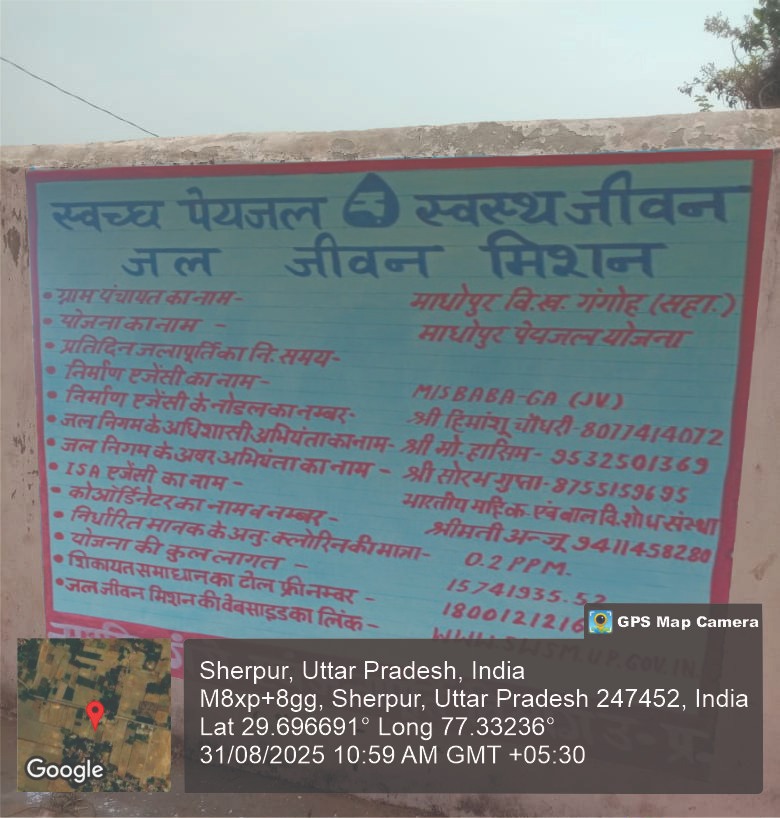 स्वच्छ पेयजल स्वस्थ जीवन
जल जीवन मिशन
• ग्राम पंचायत का नाम- माधोपुर वि.ख. गंगोह (सहा.)
• योजना का नाम - माधोपुर पेयजल योजना
• प्रतिदिन जलापूर्ति का नि. समय-
• निर्माण एजेंसी का नाम- MISBABA-GA (JV)
• निर्माण एजेंसी के नोडल का नम्बर- श्री हिमांशू चौधरी-8077414072
• जल निगम के अधिशासी अभियंता का नाम- श्री मो. हासिम- 9532501369
• जल निगम के अवर अभियंता का नाम - श्री सोरभ गुप्ता-8755159695
• ISA एजेंसी का नाम - भारतीय एवं बाल वि. शोध संस्था
• कोऑर्डिनेटर का नाम व नम्बर- श्रीमती अन्जू 9411458280
• निर्धारित मानक के अनु. क्लोरिन की मात्रा- 0.2 PPM.
• योजना की कुल लागत - 15741935.52
• शिकायत समाधान का टोल फ्री नम्बर - 1800121216
• जल जीवन मिशन की वेबसाइड का लिंक-
GPS Map Camera
Sherpur, Uttar Pradesh, India
M8xp+8gg, Sherpur, Uttar Pradesh 247452, India
Lat 29.696691° Long 77.33236°
31/08/2025 10:59 AM GMT +05:30
Google